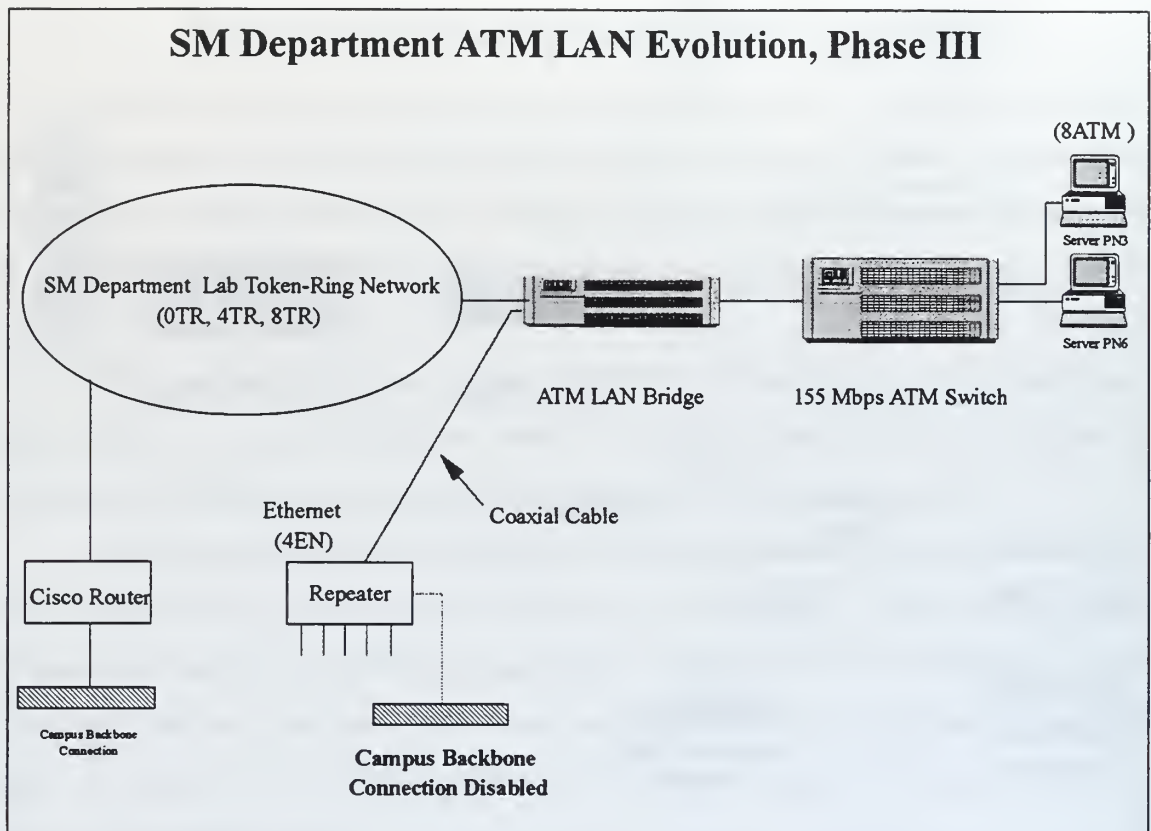 SM Department ATM LAN Evolution, Phase III
(8ATM )
Server PN3
SM Department Lab Token-Ring Network
(0TR, 4TR, 8TR)
Server PN6
ATM LAN Bridge
155 Mbps ATM Switch
Ethernet
(4EN)
Coaxial Cable
Cisco Router
Repeater
Campus Backbone
Connection
Campus Backbone
Connection Disabled